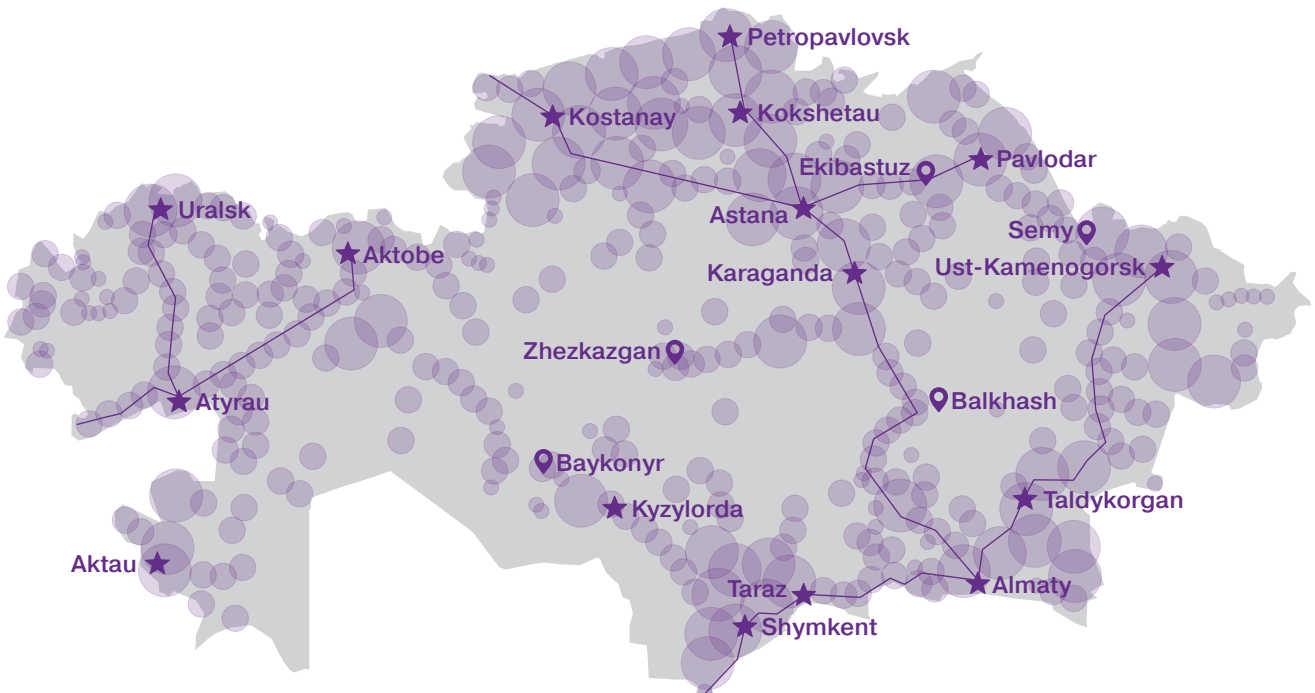 Petropavlovsk
Kostanay
Kokshetau
Ekibastuz
Pavlodar
Uralsk
Astana
Semy
Aktobe
Karaganda
Ust-Kamenogorsk
Zhezkazgan
Atyrau
Balkhash
Baykonyr
Kyzylorda
Taldykorgan
Aktau
Taraz
Almaty
Shymkent